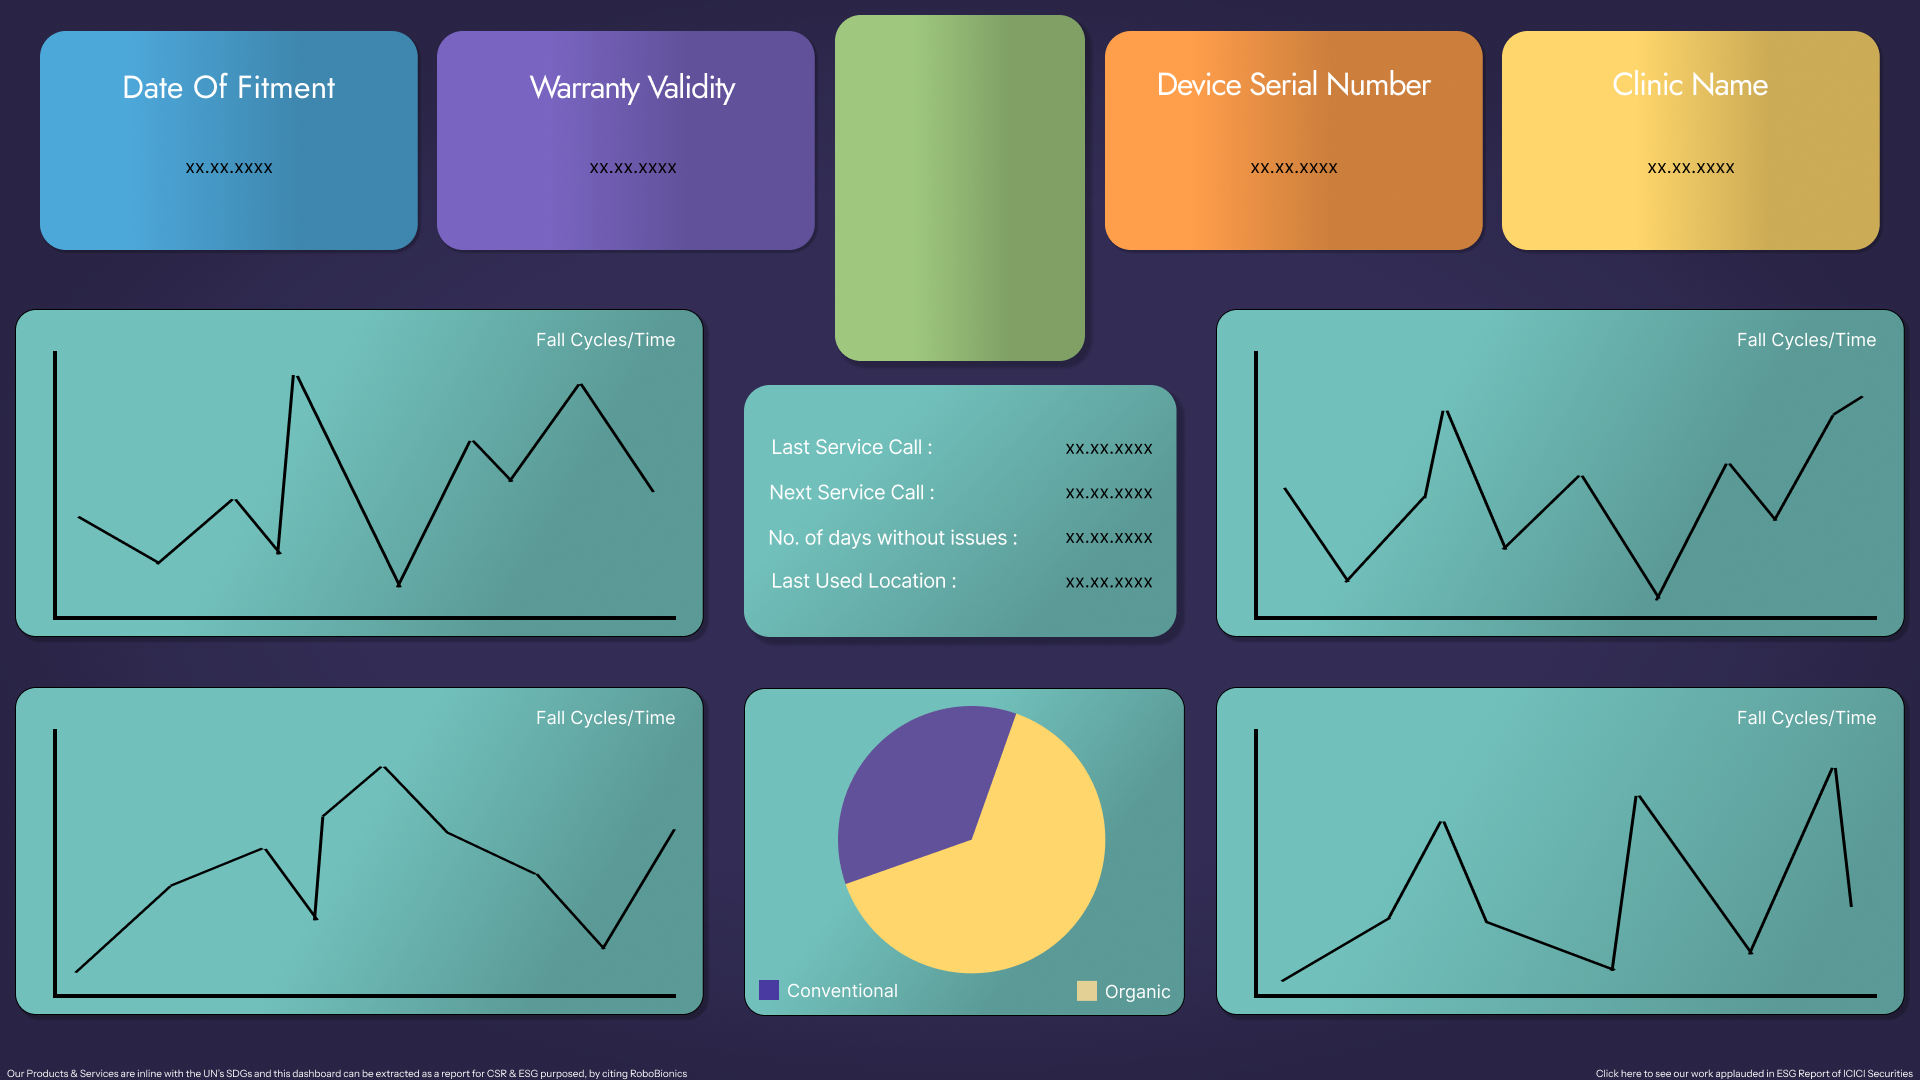 Date Of Fitment
xx.xx.xxxx
Warranty Validity
xx.xx.xxxx
Device Serial Number
xx.xx.xxxx
Clinic Name
xx.xx.xxxx
Fall Cycles/Time
Last Service Call : xx.xx.xxxx
Next Service Call : xx.xx.xxxx
No. of days without issues : xx.xx.xxxx
Last Used Location : xx.xx.xxxx
Fall Cycles/Time
Fall Cycles/Time
Conventional
Organic
Fall Cycles/Time
Our Products & Services are inline with the UN's SDGs and this dashboard can be extracted as a report for CSR & ESG purposed, by citing RoboBionics
Click here to see our work applauded in ESG Report of ICICI Securities